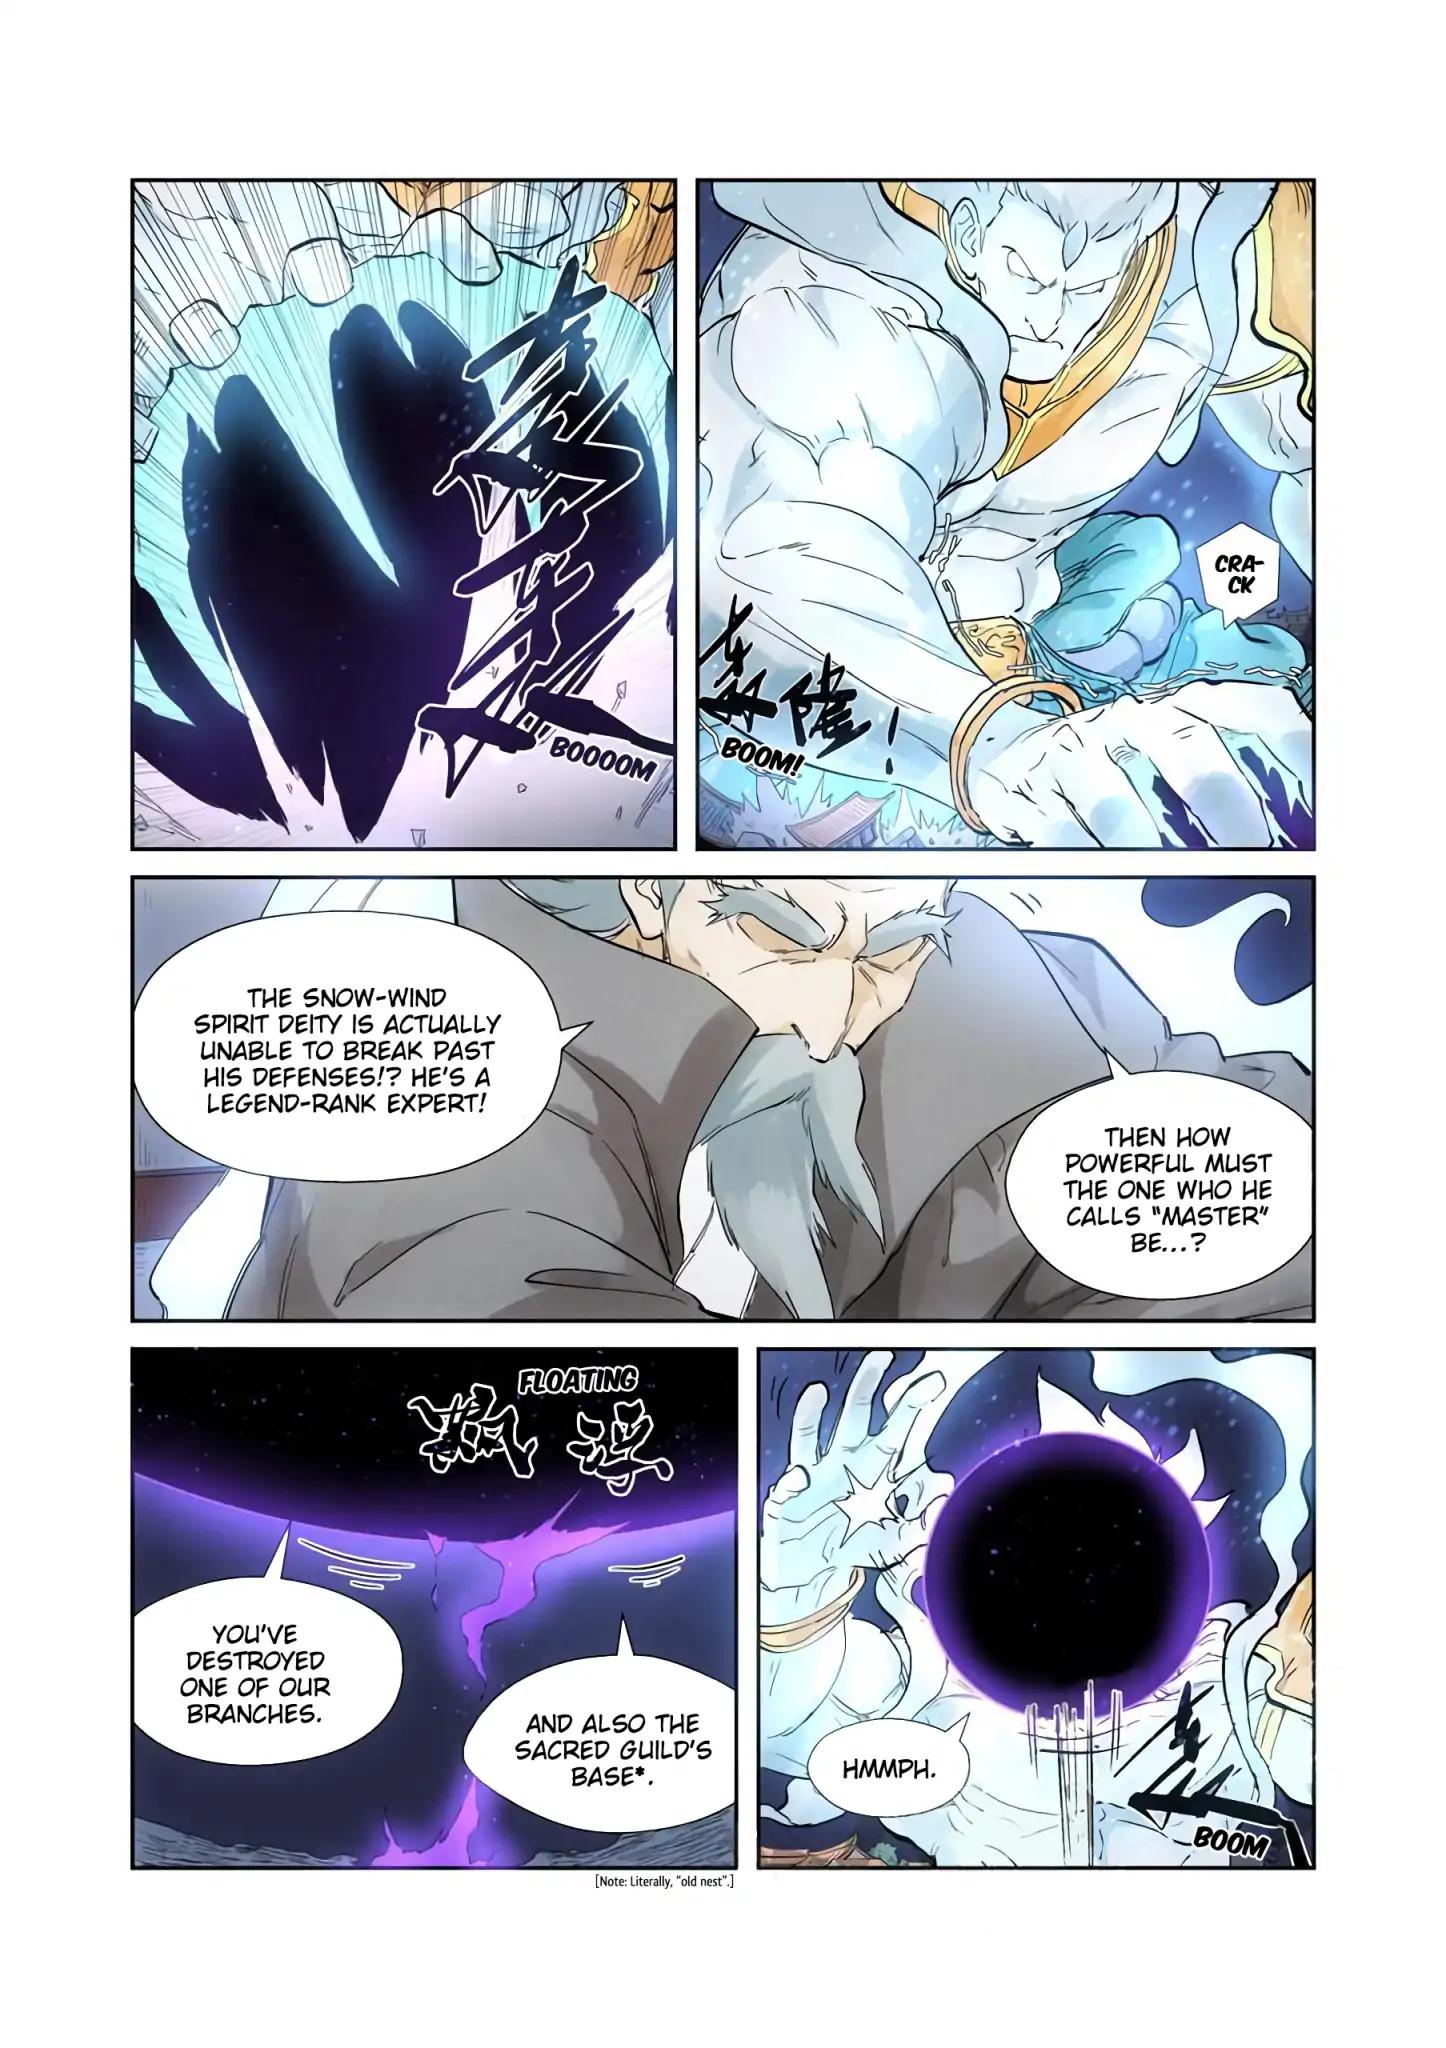 BOOOOM
CRA-
CK
轰隆!
BOOM!
THE SNOW-WIND
SPIRIT DEITY IS ACTUALLY
UNABLE TO BREAK PAST
HIS DEFENSES!? HE'S A
LEGEND-RANK EXPERT!
THEN HOW
POWERFUL MUST
THE ONE WHO HE
CALLS "MASTER"
BE...?
FLOATING
飘浮
YOU'VE
DESTROYED
ONE OF OUR
BRANCHES.
AND ALSO THE
SACRED GUILD'S
BASE*.
[Note: Literally, "old nest".]
HMMPH.
BOOM